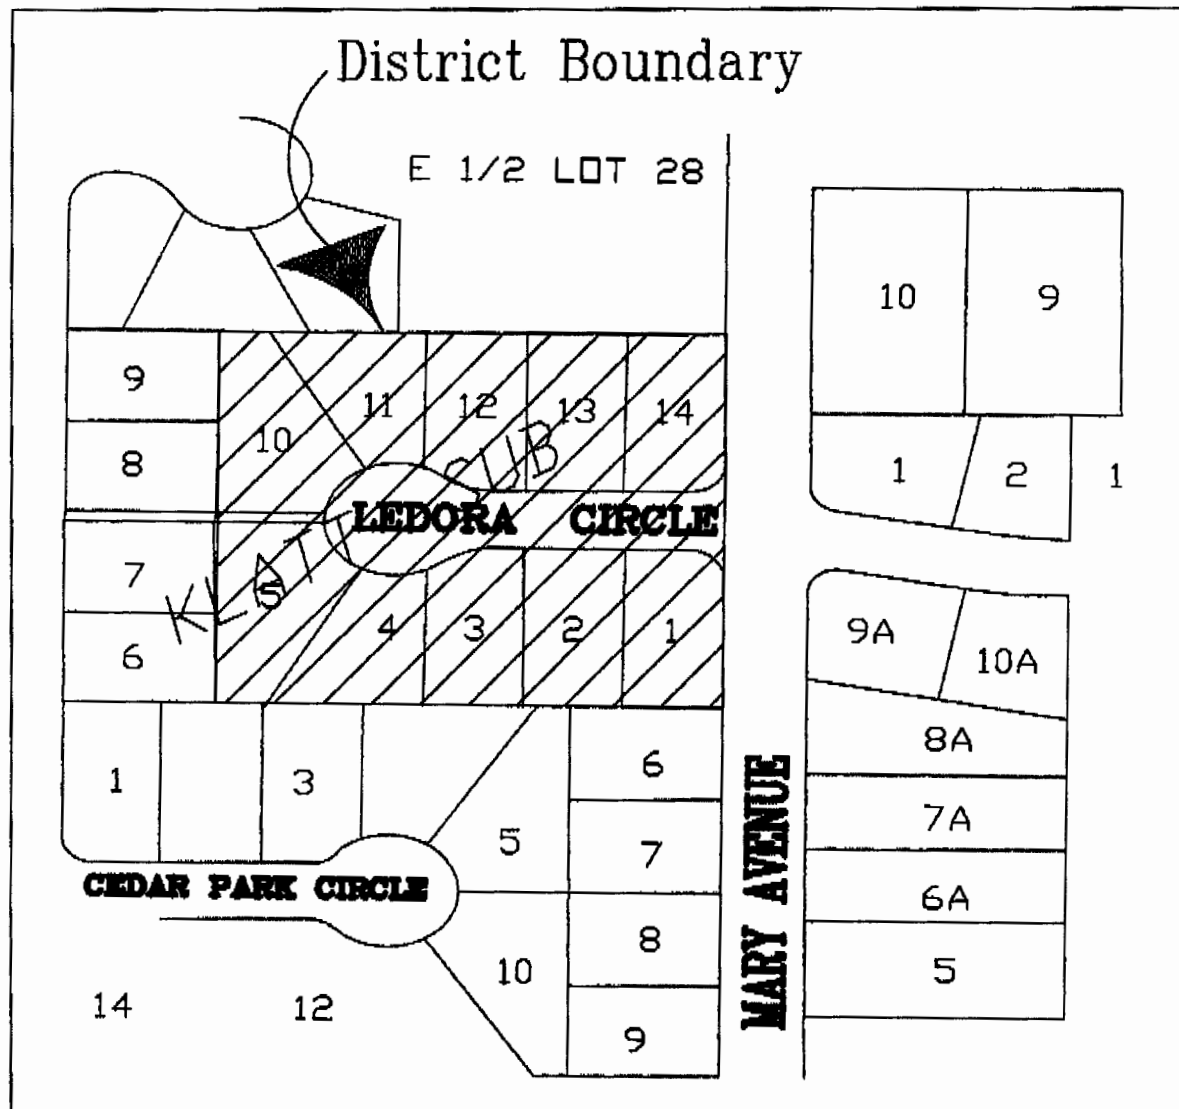 District Boundary
E 1/2 LOT 28
10
9
9
11
12
13
14
10
8
1
2
1
KLATT SUB
LEDORA CIRCLE
7
5
6
4
3
2
1
9A
10A
8A
1
3
6
5
7
7A
6A
CEDAR PARK CIRCLE
MARY AVENUE
8
10
5
14
12
9